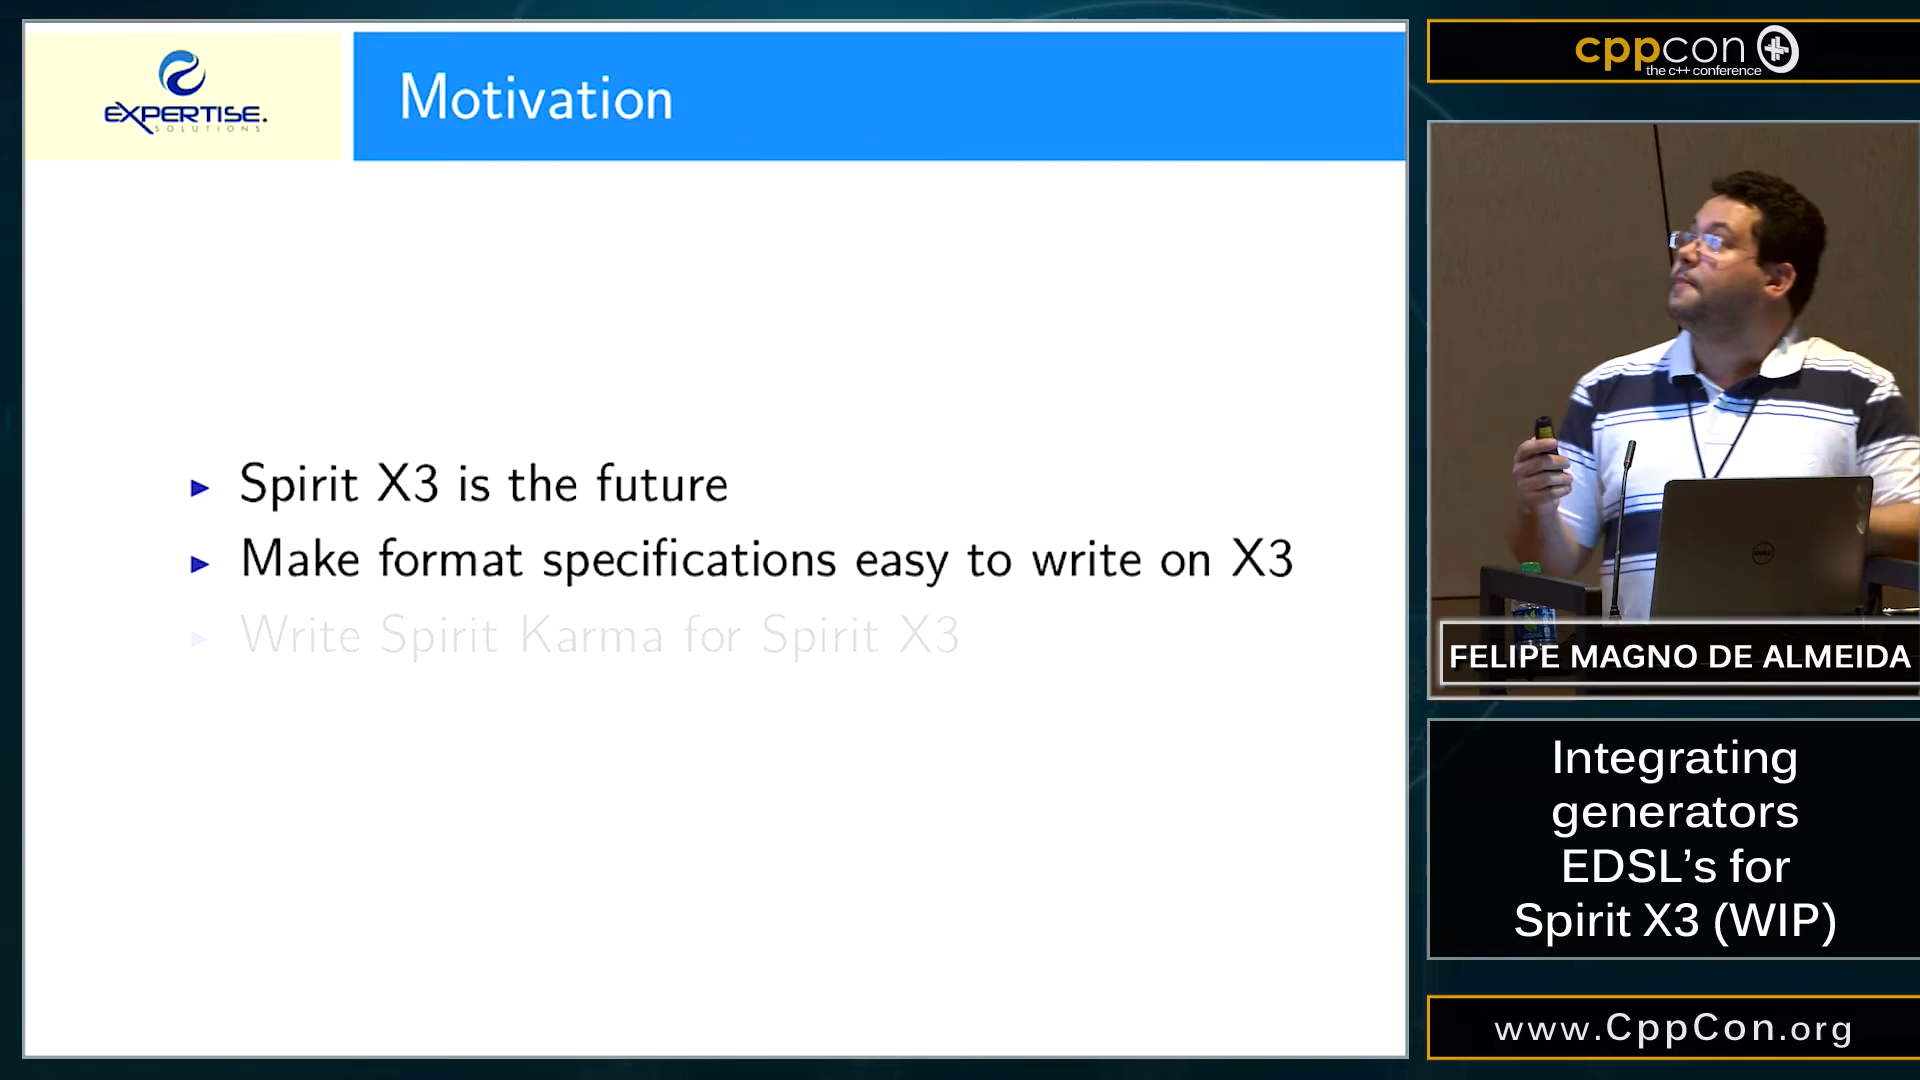 EXPERTISE.
SOLUTIONS
Motivation
► Spirit X3 is the future
► Make format specifications easy to write on X3
► Write Spirit Karma for Spirit X3
cppcon
the c++ conference
DELL
FELIPE MAGNO DE ALMEIDA
Integrating
generators
EDSL’s for
Spirit X3 (WIP)
www.CppCon.org